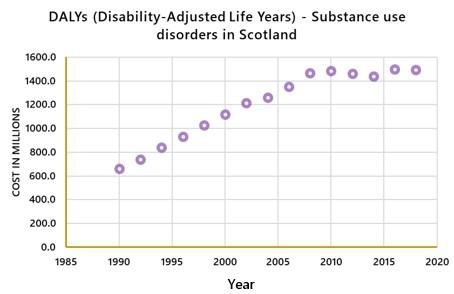 DALYs (Disability-Adjusted Life Years) - Substance use
disorders in Scotland
1600.0
1400.0
1200.0
1000.0
800.0
600.0
400.0
200.0
0.0
COST IN MILLIONS
1985 1990 1995 2000 2005 2010 2015 2020
Year